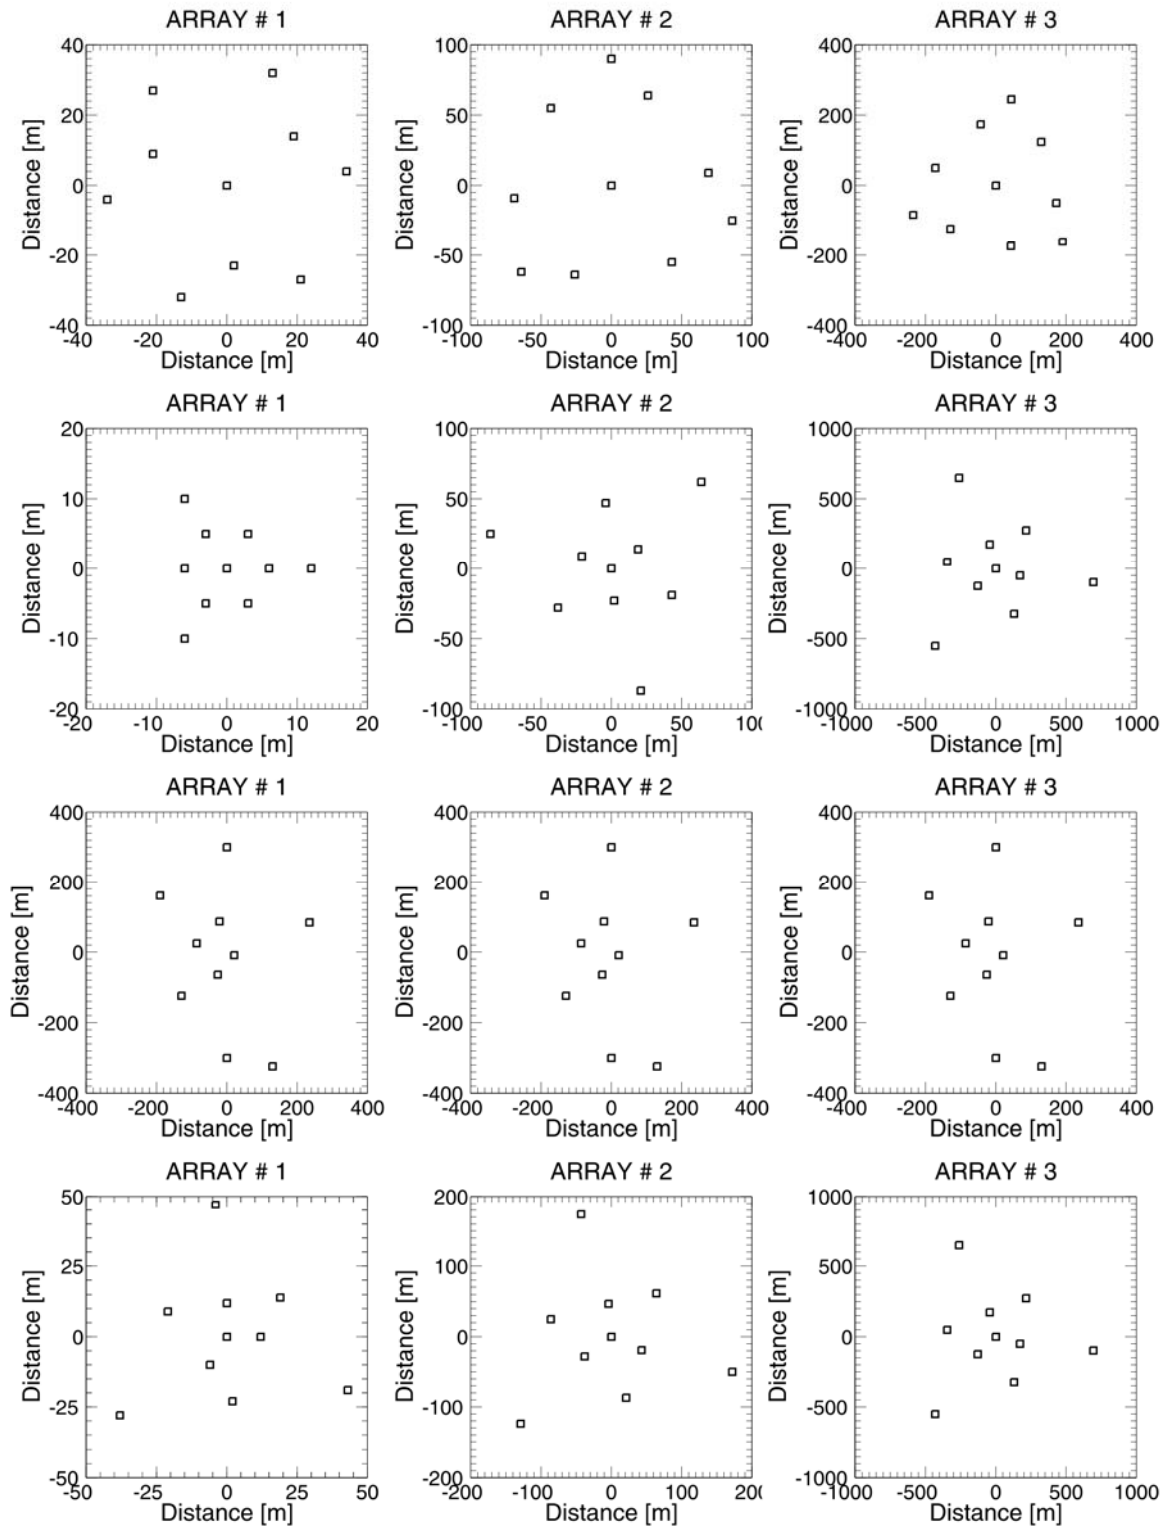 ARRAY # 1 ARRAY # 2 ARRAY # 3
40 100 400
20 50 200
0 0 0
-20 -50 -200
-40 -100 -400
-40 -20 0 20 40 -100 -50 0 50 100 -400 -200 0 200 400
Distance [m] Distance [m] Distance [m]
Distance [m] Distance [m] Distance [m]
ARRAY # 1 ARRAY # 2 ARRAY # 3
20 100 1000
10 50 500
0 0 0
-10 -50 -500
-20 -100 -1000
-20 -10 0 10 20 -100 -50 0 50 10 -1000 -500 0 500 1000
Distance [m] Distance [m] Distance [m]
Distance [m] Distance [m] Distance [m]
ARRAY # 1 ARRAY # 2 ARRAY # 3
400 400 400
200 200 200
0 0 0
-200 -200 -200
-400 -400 -400
-400 -200 0 200 400 -400 -200 0 200 400 -400 -200 0 200 400
Distance [m] Distance [m] Distance [m]
Distance [m] Distance [m] Distance [m]
ARRAY # 1 ARRAY # 2 ARRAY # 3
50 200 1000
25 100 500
0 0 0
-25 -100 -500
-50 -200 -1000
-50 -25 0 25 50 -200 -100 0 100 20 -1000 -500 0 500 1000
Distance [m] Distance [m] Distance [m]
Distance [m] Distance [m] Distance [m]